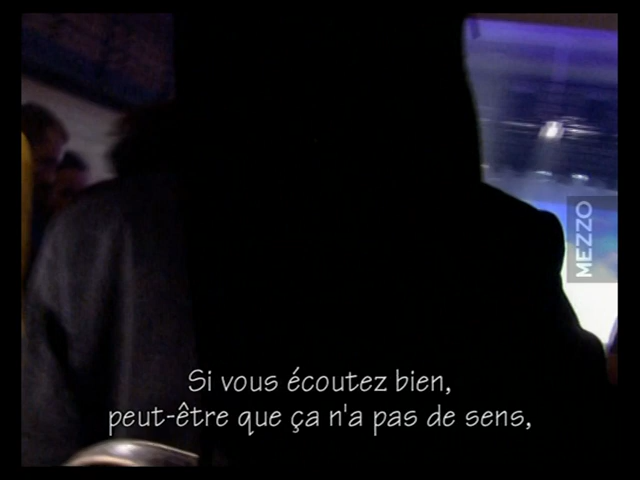 MEZZO
Si vous écoutez bien,
peut-être que ça n'a pas de sens,